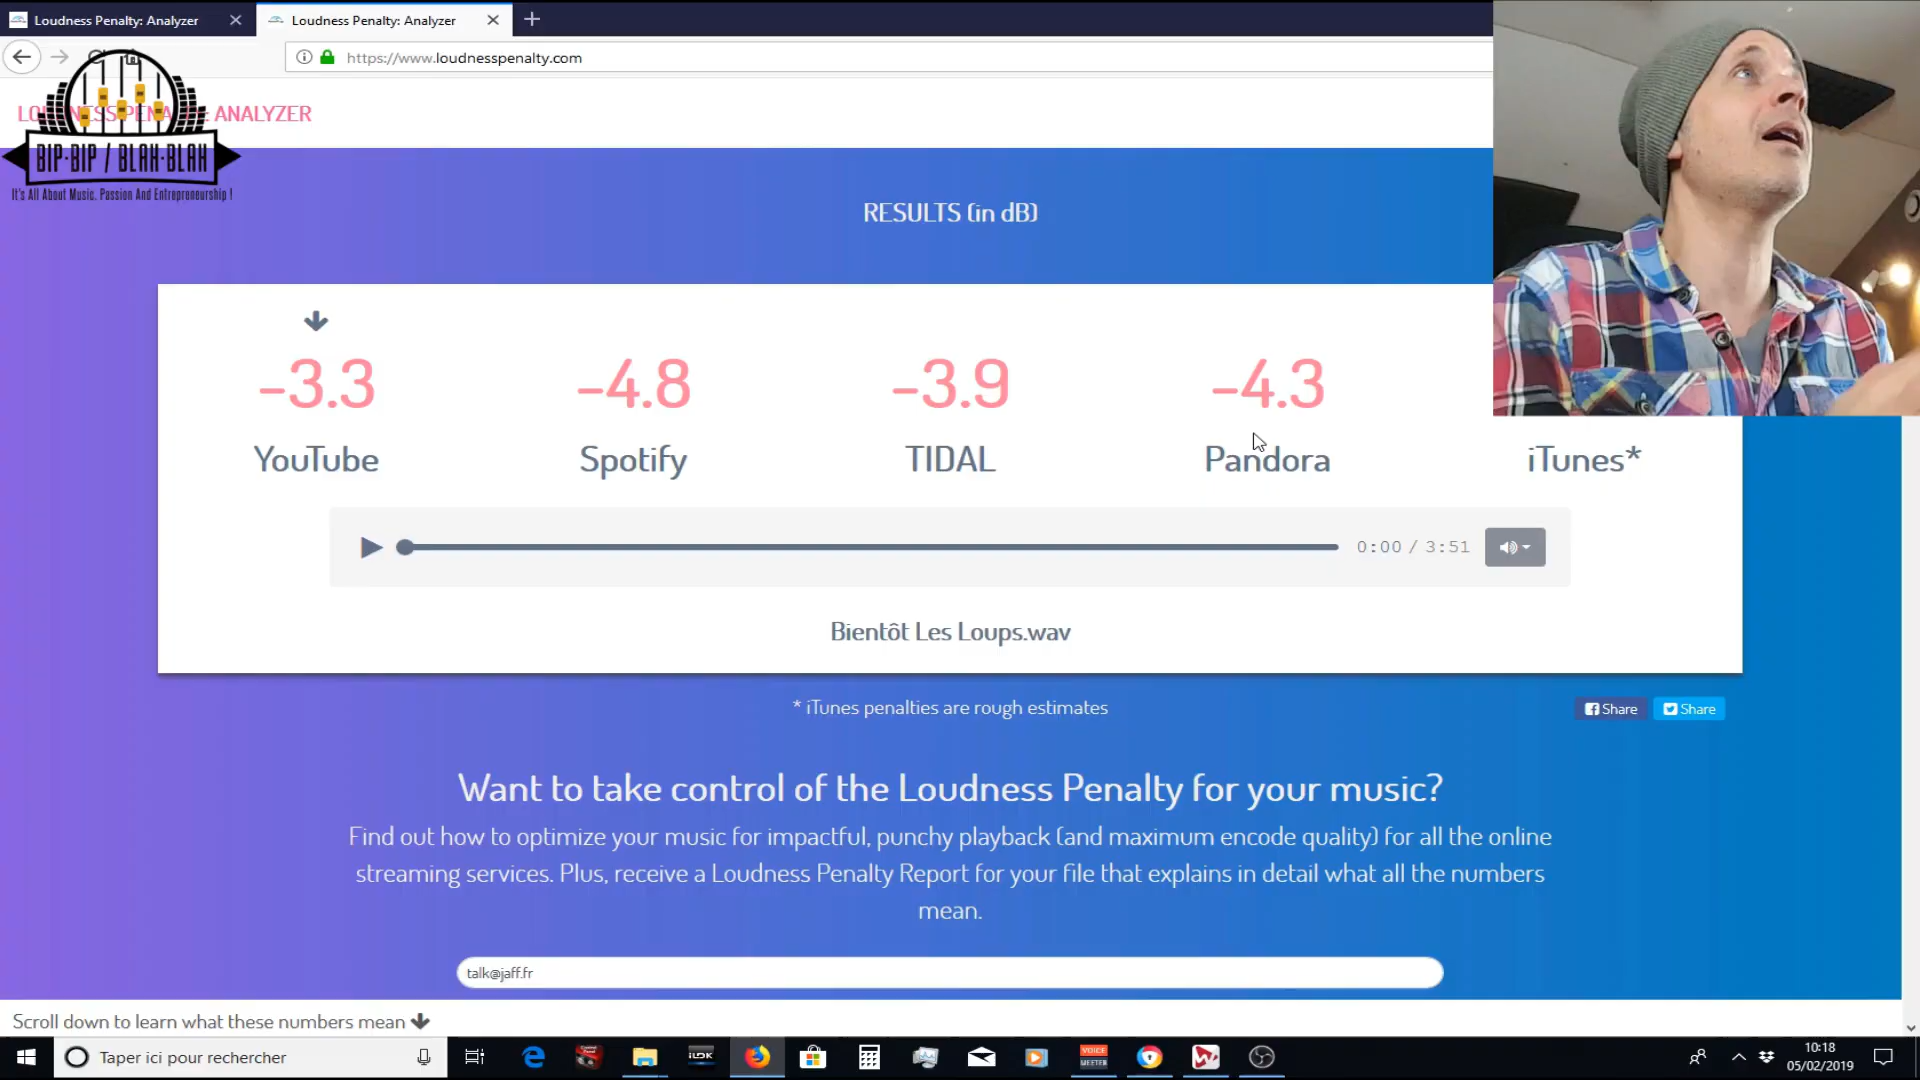 Loudness Penalty: Analyzer
Loudness Penalty: Analyzer
https://www.loudnesspenalty.com
ANALYZER
BIP-BIP / BLAH-BLAH
It's All About Music, Passion And Entrepreneurship !
RESULTS (in dB)
-3.3 -4.8 -3.9 -4.3
YouTube Spotify TIDAL Pandora iTunes*
0:00 / 3:51
Bientôt Les Loups.wav
* iTunes penalties are rough estimates
Share Share
Want to take control of the Loudness Penalty for your music?
Find out how to optimize your music for impactful, punchy playback (and maximum encode quality) for all the online
streaming services. Plus, receive a Loudness Penalty Report for your file that explains in detail what all the numbers
mean.
talk@jaff.fr
Scroll down to learn what these numbers mean
Taper ici pour rechercher
iLOK
VOICE
MEETER
10:18
05/02/2019